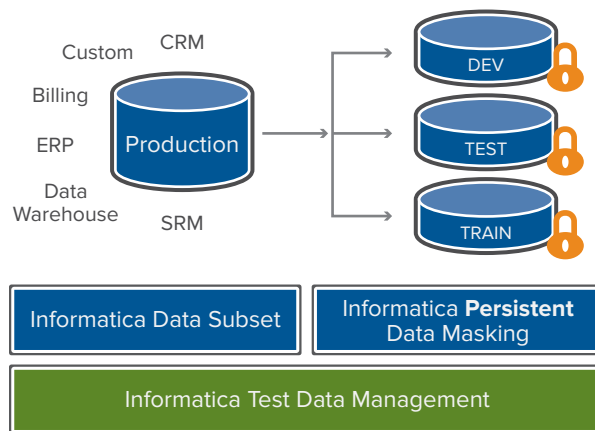 CRM
Custom
Billing
ERP
Data
Warehouse
SRM
Production
DEV
TEST
TRAIN
Informatica Data Subset
Informatica Persistent
Data Masking
Informatica Test Data Management